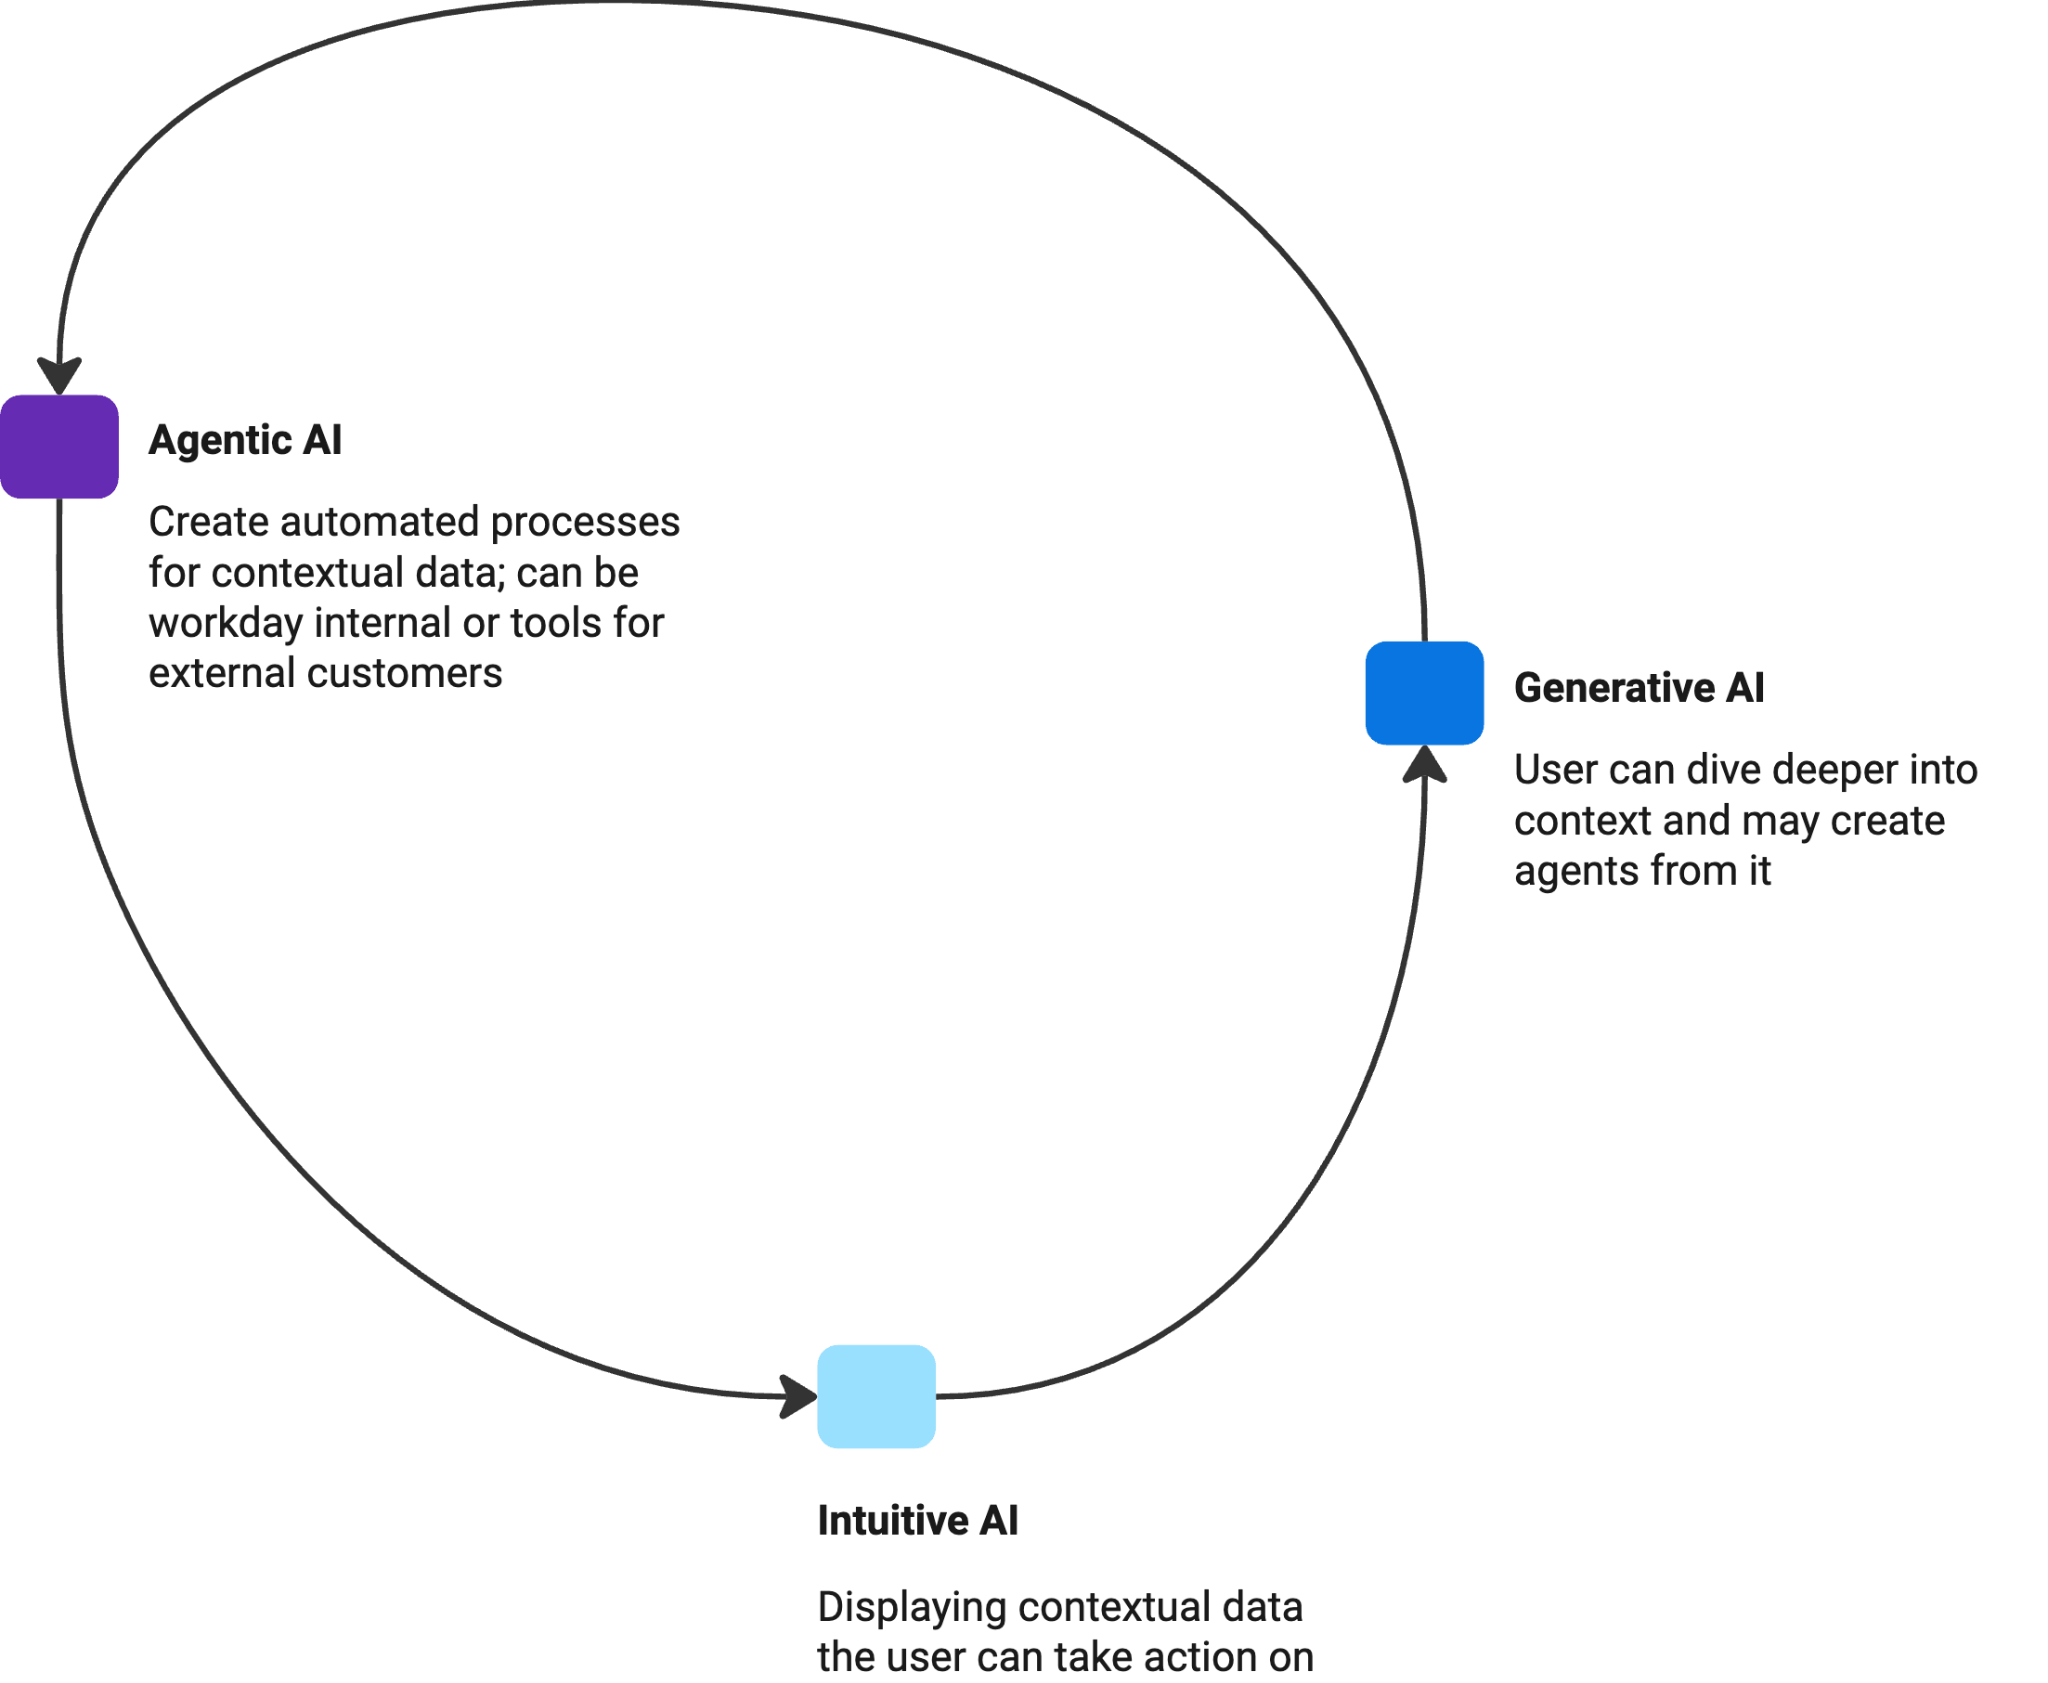 Agentic AI
Create automated processes
for contextual data; can be
workday internal or tools for
external customers
Generative AI
User can dive deeper into
context and may create
agents from it
Intuitive AI
Displaying contextual data
the user can take action on